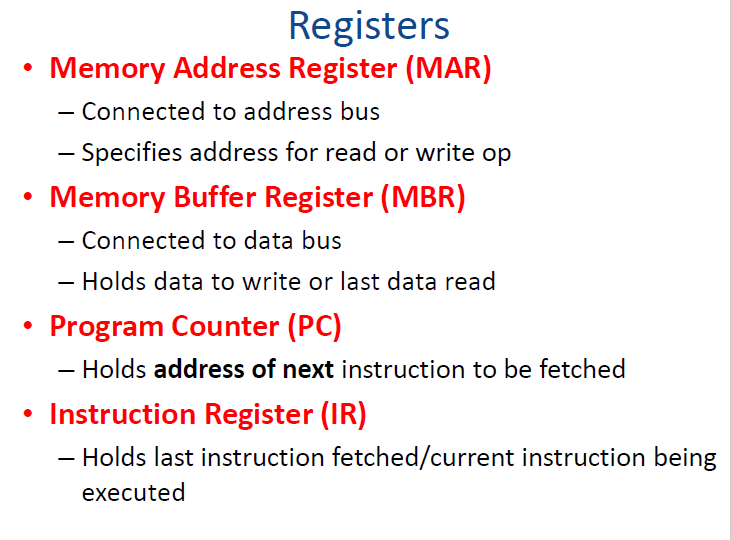 Registers
• Memory Address Register (MAR)
– Connected to address bus
– Specifies address for read or write op
• Memory Buffer Register (MBR)
– Connected to data bus
– Holds data to write or last data read
• Program Counter (PC)
– Holds address of next instruction to be fetched
• Instruction Register (IR)
– Holds last instruction fetched/current instruction being
executed